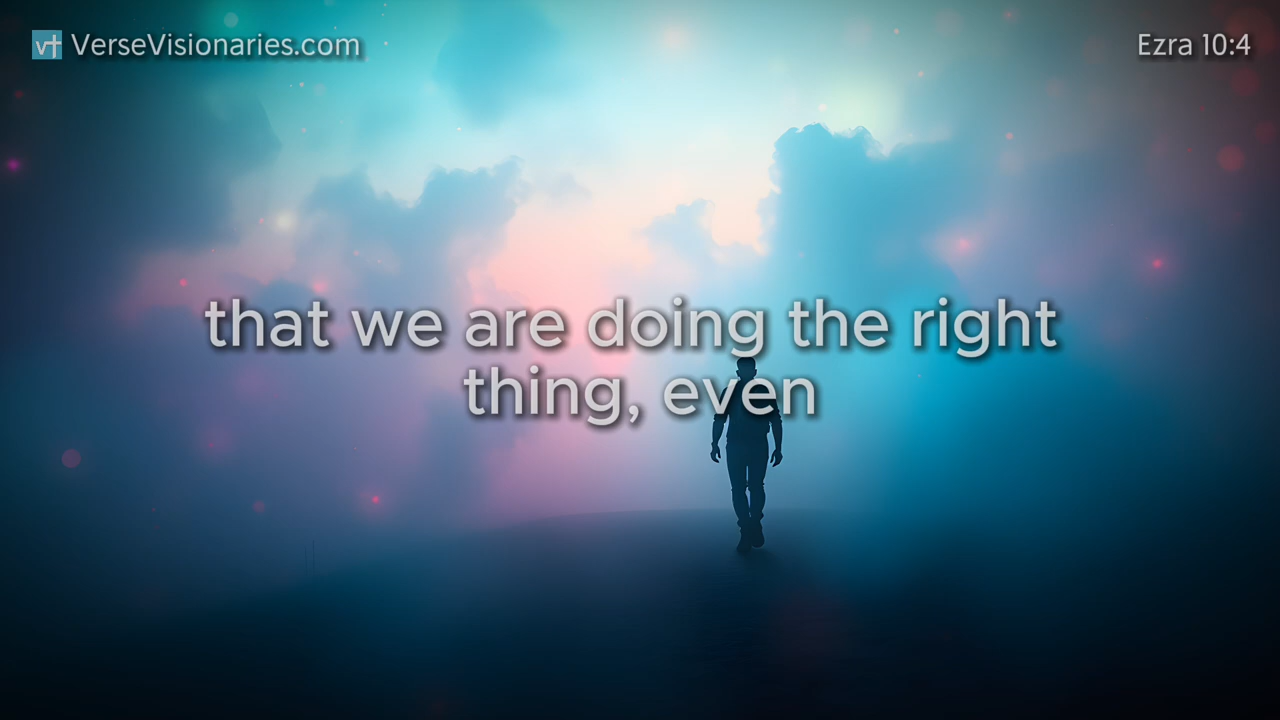 VerseVisionaries.com
Ezra 10:4
that we are doing the right
thing, even